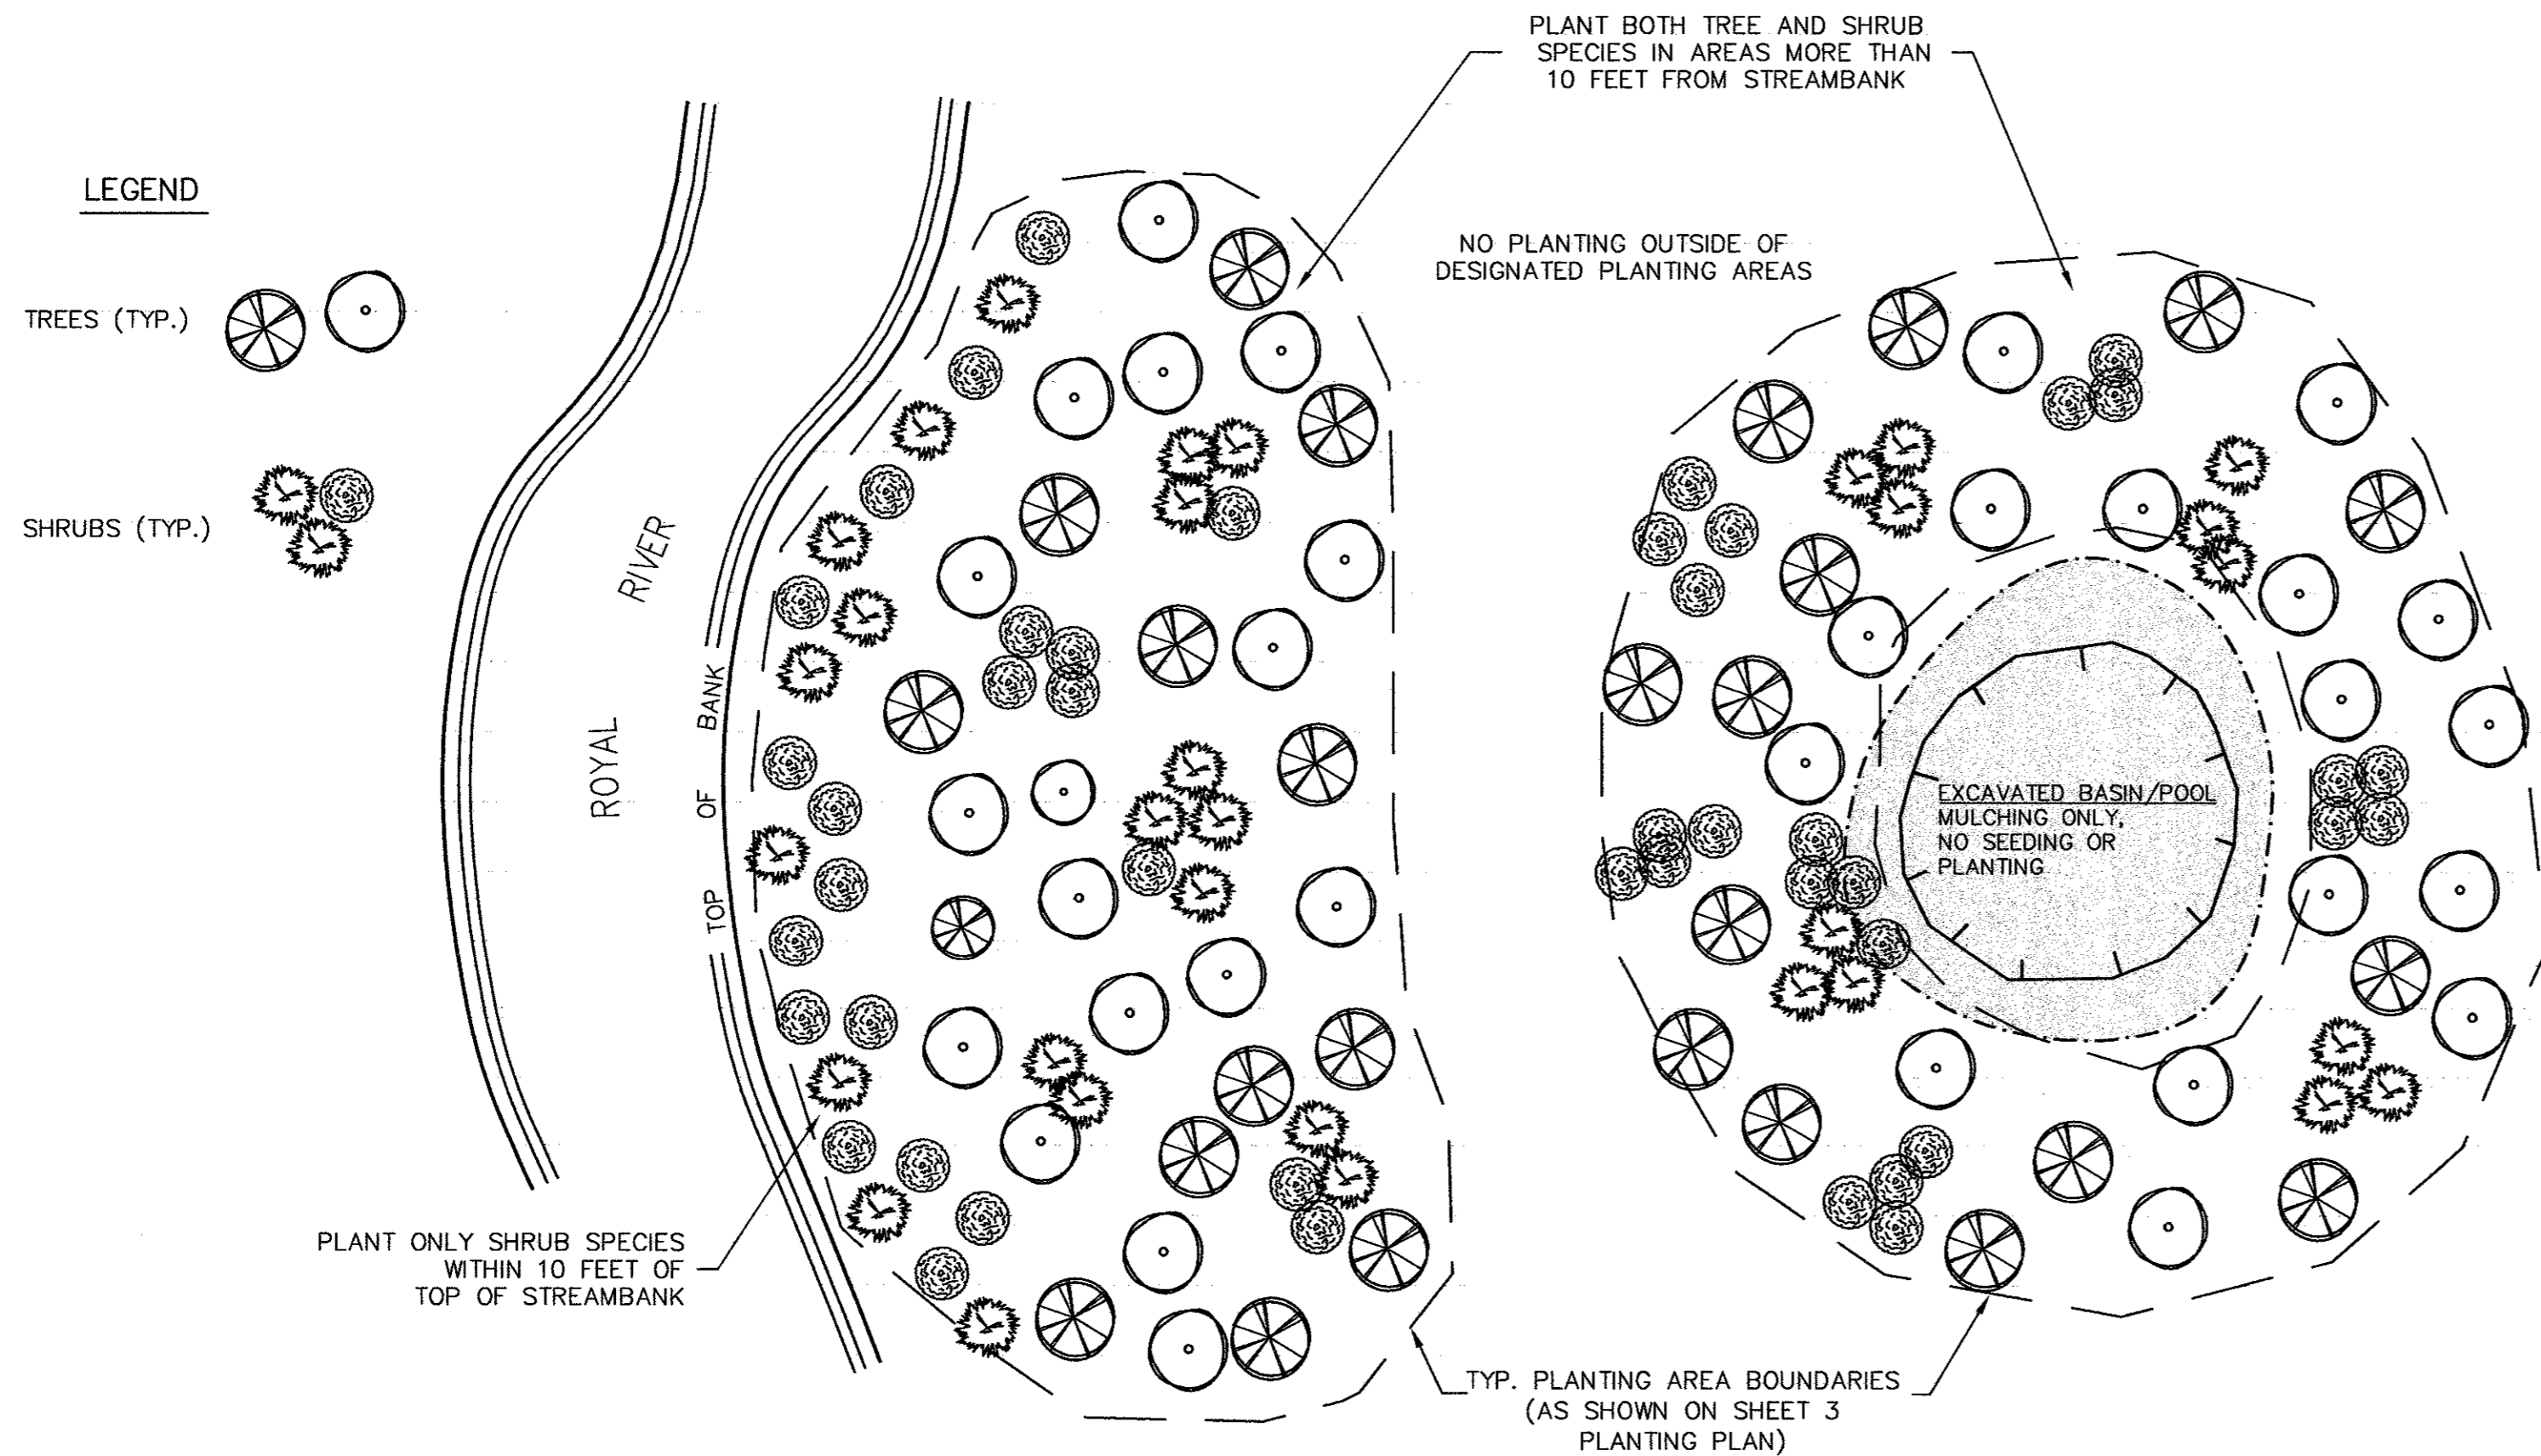 PLANT BOTH TREE AND SHRUB
SPECIES IN AREAS MORE THAN
10 FEET FROM STREAMBANK
LEGEND
NO PLANTING OUTSIDE OF
DESIGNATED PLANTING AREAS
TREES (TYP.)
SHRUBS (TYP.)
ROYAL RIVER
TOP OF BANK
EXCAVATED BASIN/POOL
MULCHING ONLY,
NO SEEDING OR
PLANTING
PLANT ONLY SHRUB SPECIES
WITHIN 10 FEET OF
TOP OF STREAMBANK
TYP. PLANTING AREA BOUNDARIES
(AS SHOWN ON SHEET 3
PLANTING PLAN)